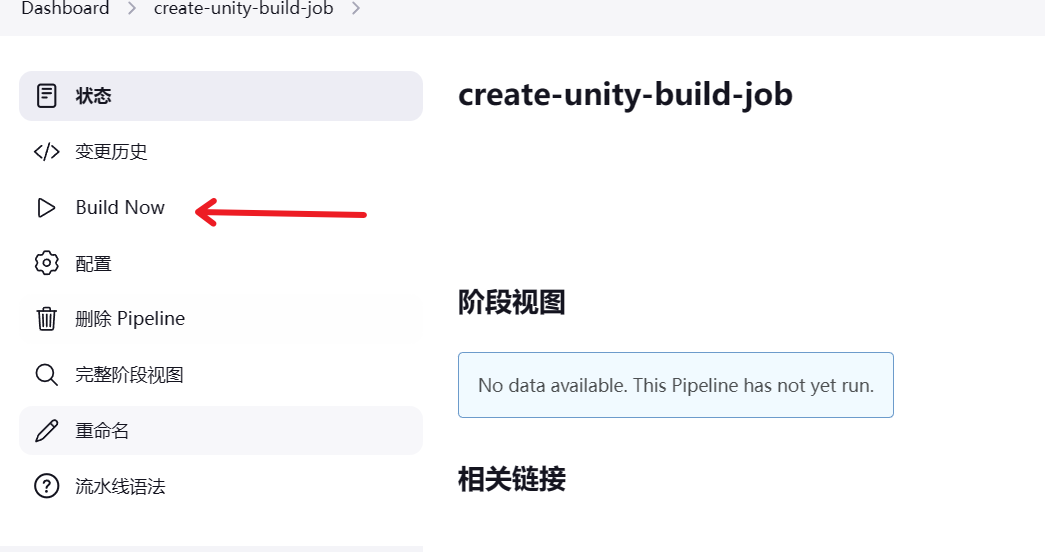 Dashboard > create-unity-build-job >
状态
变更历史
Build Now
配置
删除 Pipeline
完整阶段视图
重命名
流水线语法
create-unity-build-job
阶段视图
No data available. This Pipeline has not yet run.
相关链接